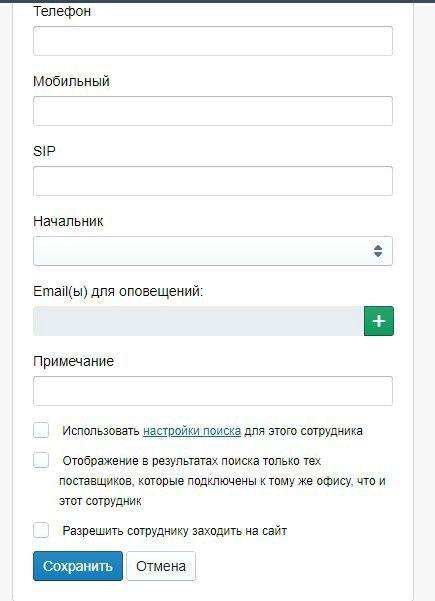 Телефон
Мобильный
SIP
Начальник
Email(ы) для оповещений:
+
Примечание
Использовать настройки поиска для этого сотрудника
Отображение в результатах поиска только тех
поставщиков, которые подключены к тому же офису, что и
этот сотрудник
Разрешить сотруднику заходить на сайт
Сохранить Отмена